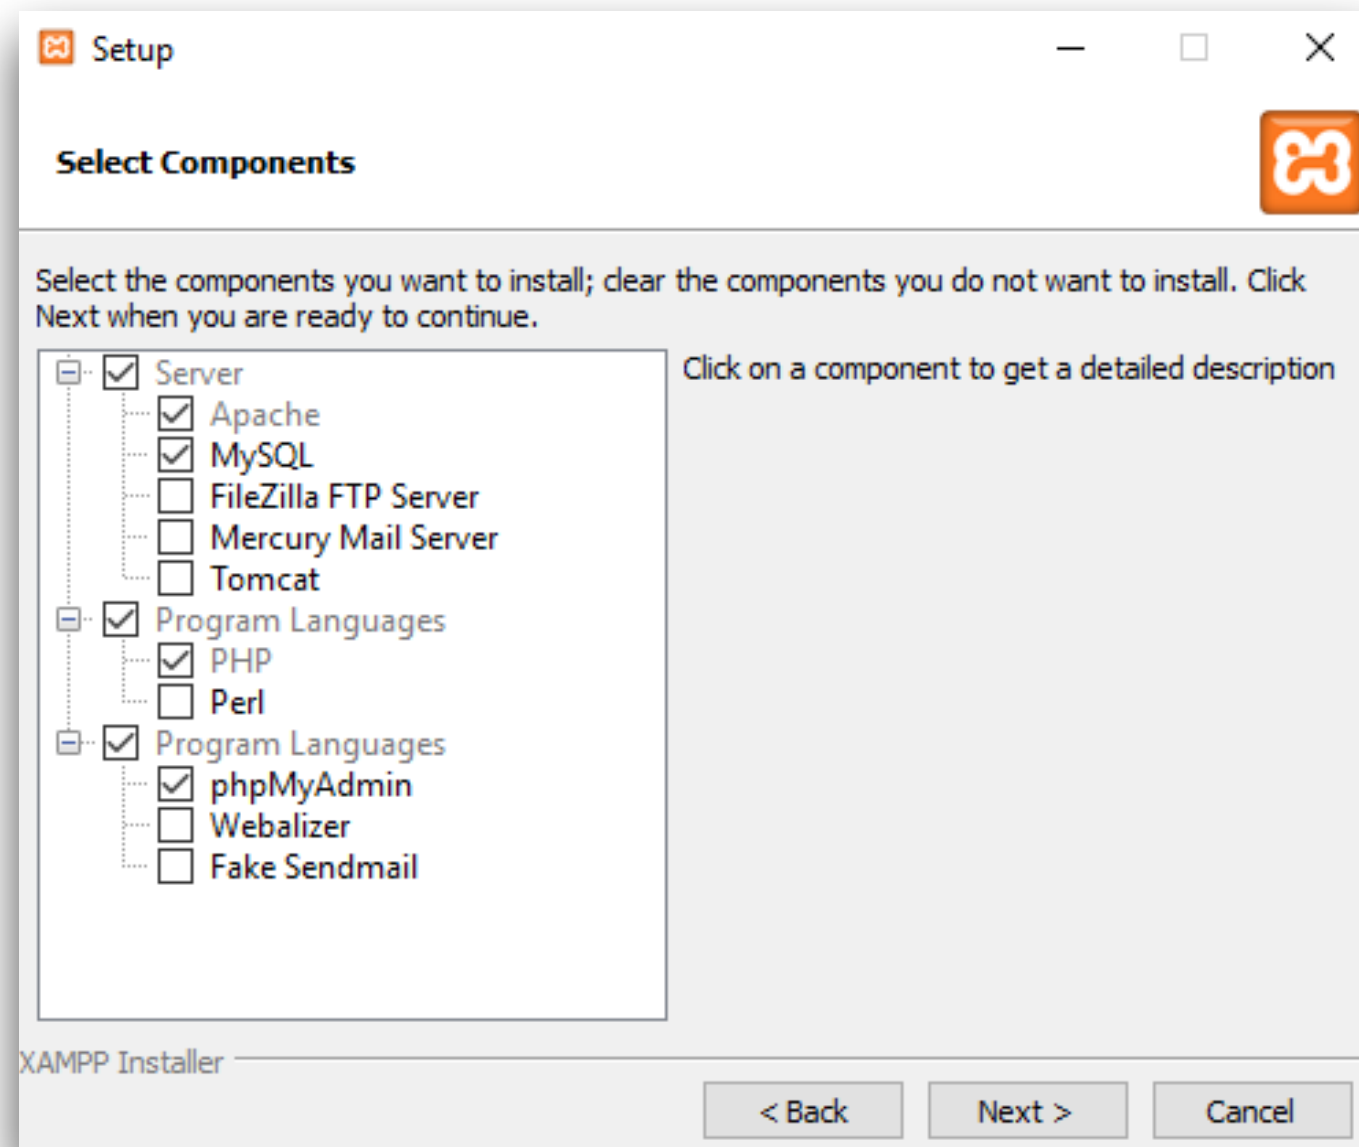 Setup
Select Components
Select the components you want to install; clear the components you do not want to install. Click
Next when you are ready to continue.
Server
Apache
MySQL
FileZilla FTP Server
Mercury Mail Server
Tomcat
Program Languages
PHP
Perl
Program Languages
phpMyAdmin
Webalizer
Fake Sendmail
Click on a component to get a detailed description
XAMPP Installer
< Back
Next >
Cancel